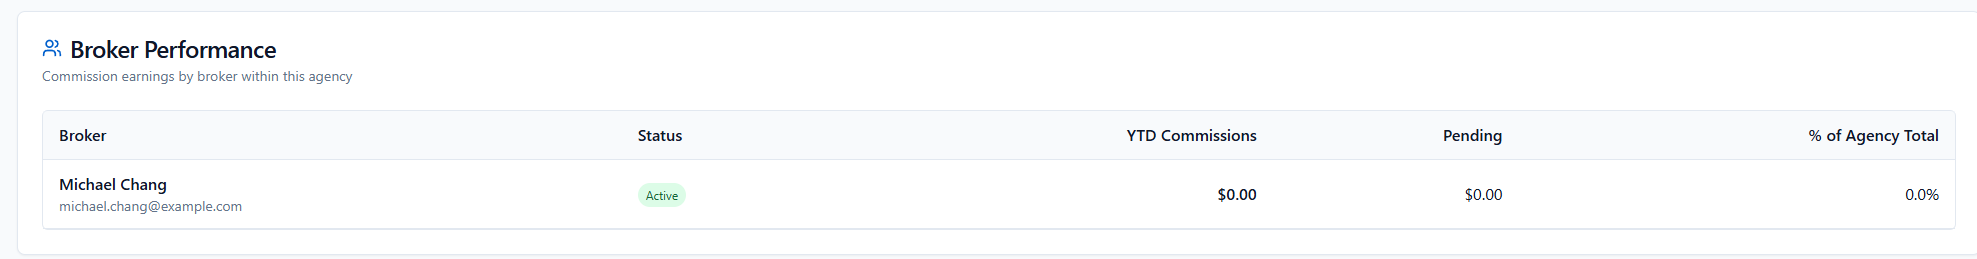 Broker Performance
Commission earnings by broker within this agency
Broker Status YTD Commissions Pending % of Agency Total
Michael Chang
michael.chang@example.com
Active $0.00 $0.00 0.0%